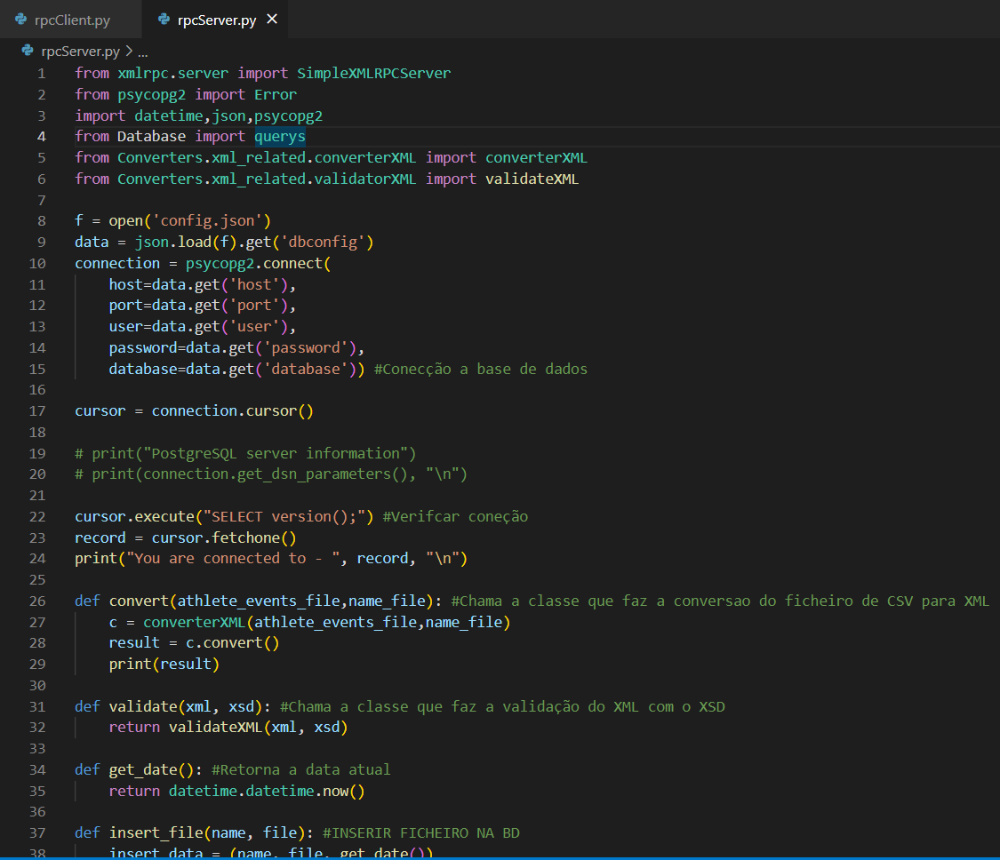 rpcClient.py rpcServer.py ×
rpcServer.py > ...
1 from xmlrpc.server import SimpleXMLRPCServer
2 from psycopg2 import Error
3 import datetime,json,psycopg2
4 from Database import querys
5 from Converters.xml_related.converterXML import converterXML
6 from Converters.xml_related.validatorXML import validateXML
7
8 f = open('config.json')
9 data = json.load(f).get('dbconfig')
10 connection = psycopg2.connect(
11     host=data.get('host'),
12     port=data.get('port'),
13     user=data.get('user'),
14     password=data.get('password'),
15     database=data.get('database')) #Conecção a base de dados
16
17 cursor = connection.cursor()
18
19 # print("PostgreSQL server information")
20 # print(connection.get_dsn_parameters(), "\n")
21
22 cursor.execute("SELECT version();") #Verifcar coneção
23 record = cursor.fetchone()
24 print("You are connected to - ", record, "\n")
25
26 def convert(athlete_events_file,name_file): #Chama a classe que faz a conversao do ficheiro de CSV para XML
27     c = converterXML(athlete_events_file,name_file)
28     result = c.convert()
29     print(result)
30
31 def validate(xml, xsd): #Chama a classe que faz a validação do XML com o XSD
32     return validateXML(xml, xsd)
33
34 def get_date(): #Retorna a data atual
35     return datetime.datetime.now()
36
37 def insert_file(name, file): #INSERIR FICHEIRO NA BD
38     insert_data = (name, file, get_date())